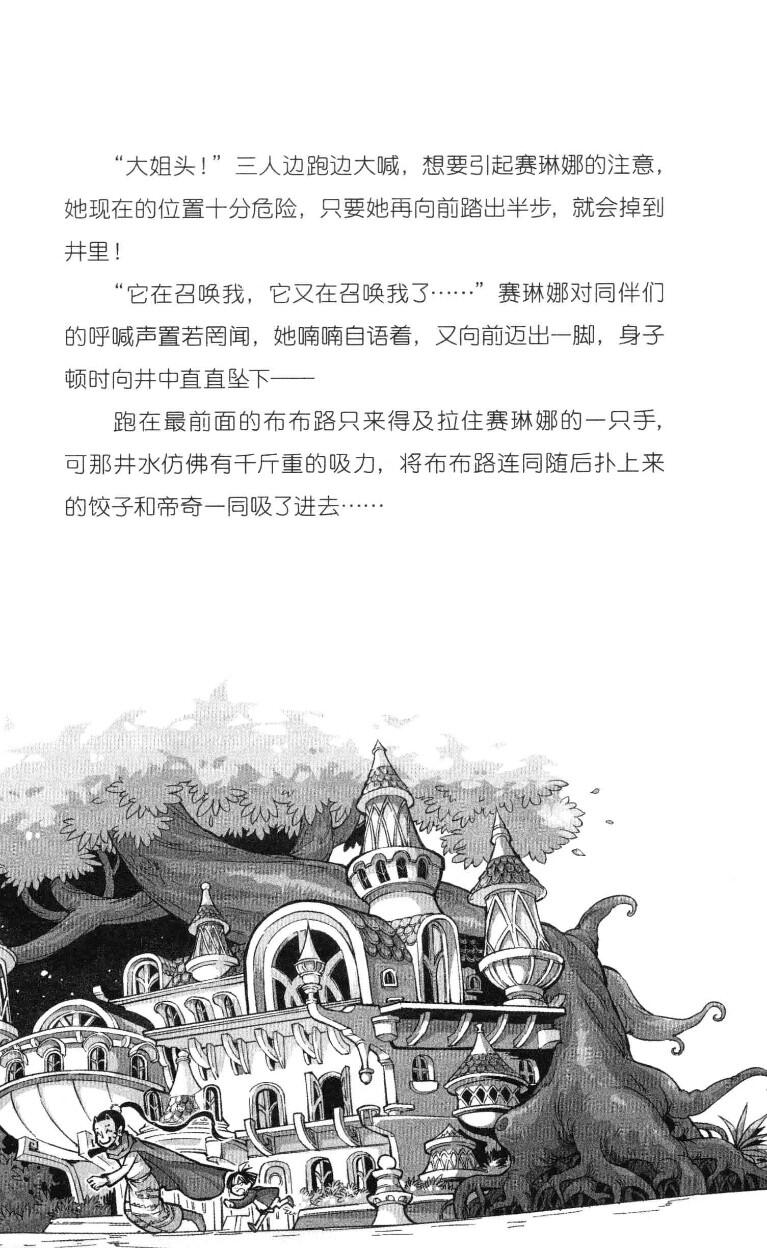 “大姐头！”三人边跑边大喊，想要引起赛琳娜的注意，
她现在的位置十分危险，只要她再向前踏出半步，就会掉到
井里！
“它在召唤我，它又在召唤我了……”赛琳娜对同伴们
的呼喊声置若罔闻，她喃喃自语着，又向前迈出一脚，身子
顿时向井中直直坠下——
跑在最前面的布布路只来得及拉住赛琳娜的一只手，
可那井水仿佛有千斤重的吸力，将布布路连同随后扑上来
的饺子和帝奇一同吸了进去……